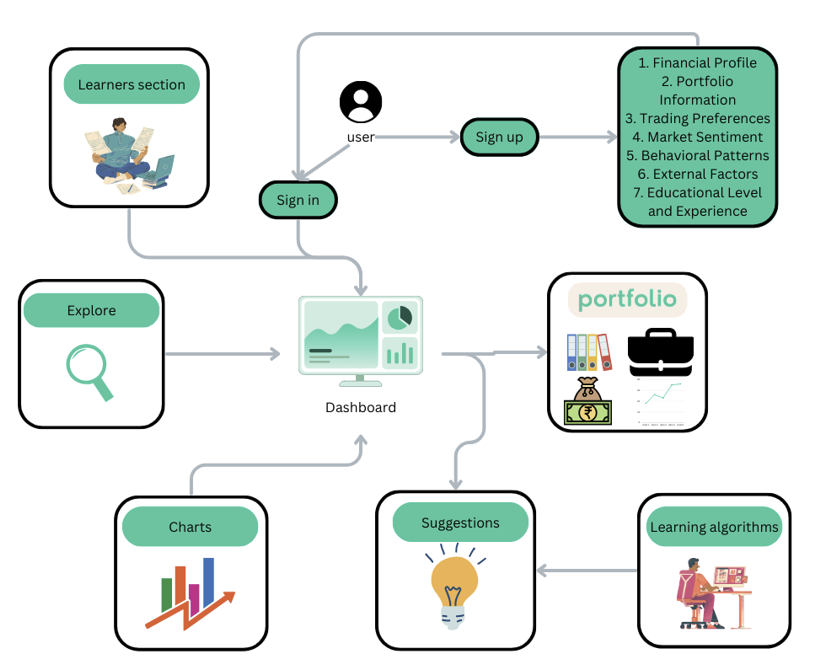 Learners section
user
Sign up
1. Financial Profile
2. Portfolio
Information
3. Trading Preferences
4. Market Sentiment
5. Behavioral Patterns
6. External Factors
7. Educational Level
and Experience
Sign in
Explore
Dashboard
portfolio
₹
Charts
Suggestions
Learning algorithms